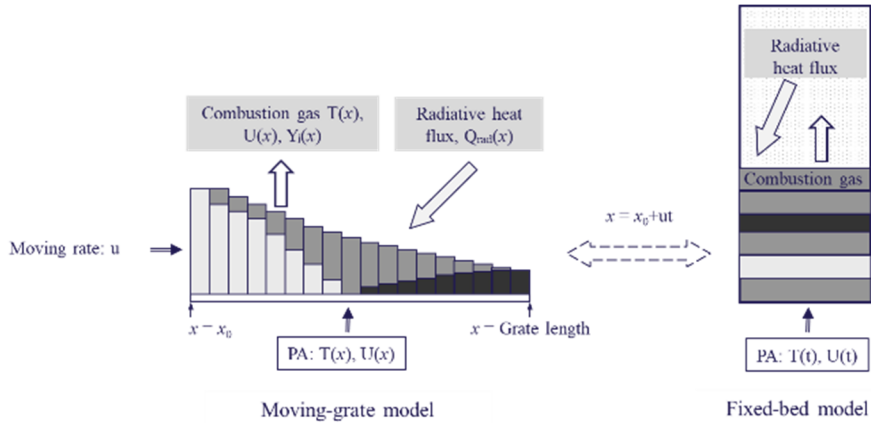 Combustion gas T(x),
U(x), Yᵢ(x)
Radiative heat
flux, Qrad(x)
Moving rate: u
x = x₀
PA: T(x), U(x)
x = Grate length
Moving-grate model
x = x₀+ut
Radiative
heat flux
Combustion gas
PA: T(t), U(t)
Fixed-bed model